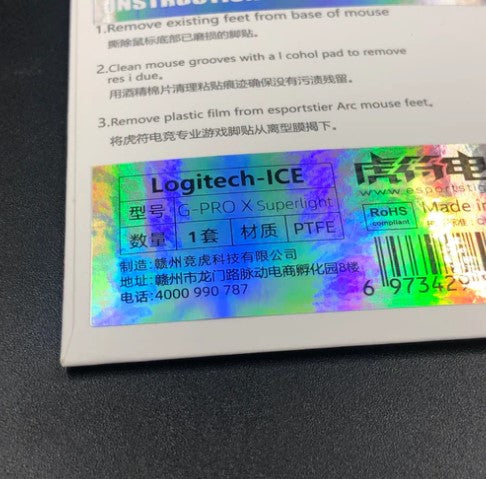 INSTRUCTION
1.Remove existing feet from base of mouse
撕除鼠标底部已磨损的脚贴。
2.Clean mouse grooves with a l cohol pad to remove
res i due。
用酒精棉片清理粘贴痕迹确保没有污渍残留。
3.Remove plastic film from esportstier Arc mouse feet。
将虎符电竞专业游戏脚贴从离型膜揭下。
Logitech-ICE
型号 G-PRO X Superlight
数量 1套 材质 PTFE
制造:赣州竞虎科技有限公司
地址:赣州市龙门路脉动电商孵化园8楼
电话:4000 990 787
虎符电
www.esportstig
RoHS
compliant
Made in
6 973429